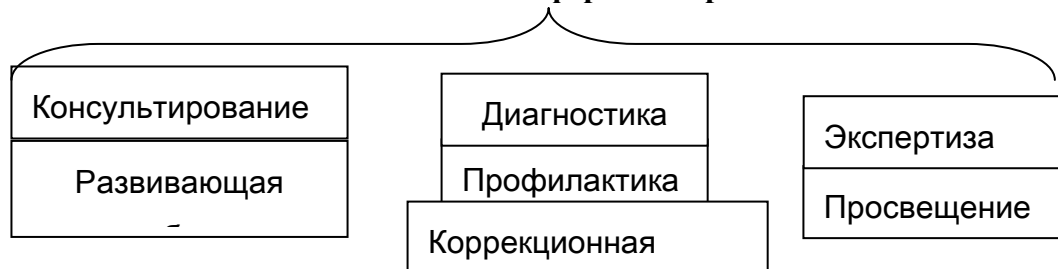 Консультирование
Развивающая
Диагностика
Профилактика
Коррекционная
Экспертиза
Просвещение